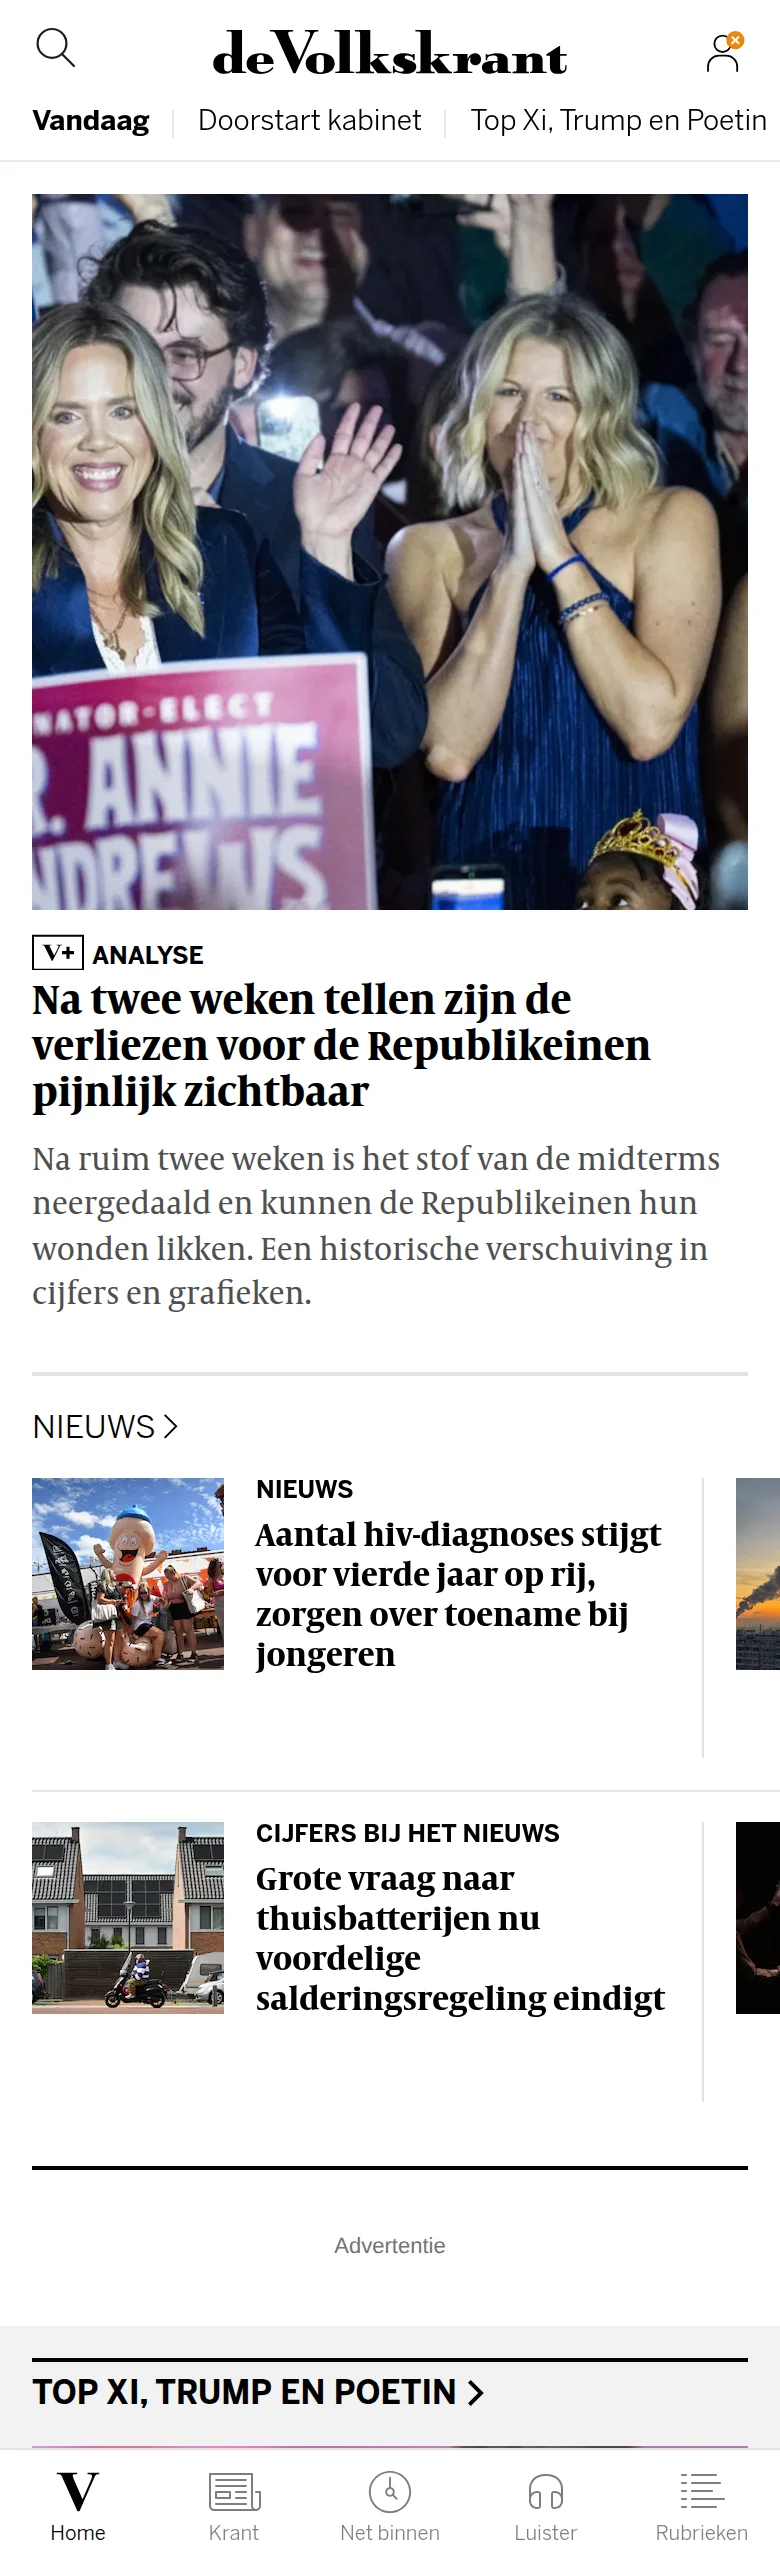 deVolkskrant
Vandaag
Doorstart kabinet
Top Xi, Trump en Poetin
NATOR-ELECT
R. ANNIE
NDREWS
V+ ANALYSE
Na twee weken tellen zijn de
verliezen voor de Republikeinen
pijnlijk zichtbaar
Na ruim twee weken is het stof van de midterms
neergedaald en kunnen de Republikeinen hun
wonden likken. Een historische verschuiving in
cijfers en grafieken.
NIEUWS
NIEUWS
Aantal hiv-diagnoses stijgt
voor vierde jaar op rij,
zorgen over toename bij
jongeren
CIJFERS BIJ HET NIEUWS
Grote vraag naar
thuisbatterijen nu
voordelige
salderingsregeling eindigt
Advertentie
TOP XI, TRUMP EN POETIN
V
Home
Krant
Net binnen
Luister
Rubrieken